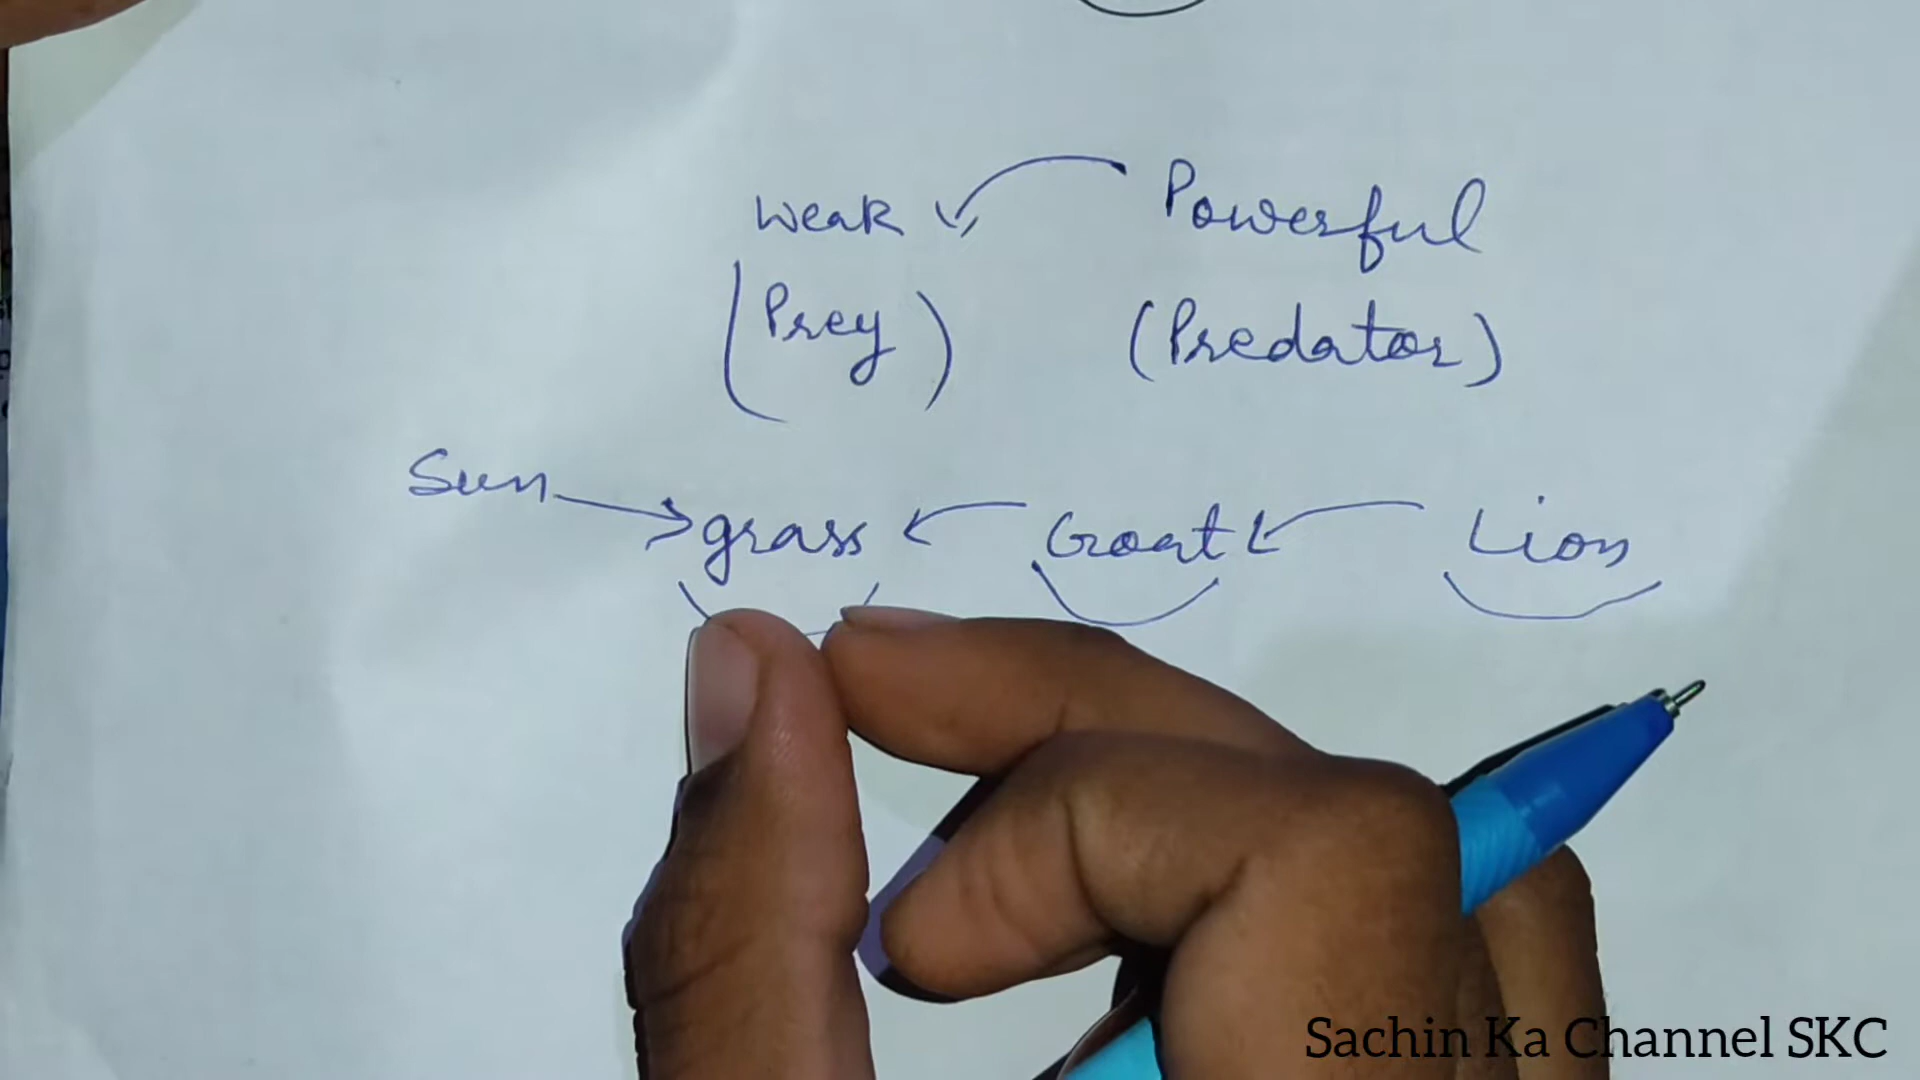 Weak ↙ Powerful
(Prey) (Predator)
Sun → grass ← Goat ← Lion
Sachin Ka Channel SKC